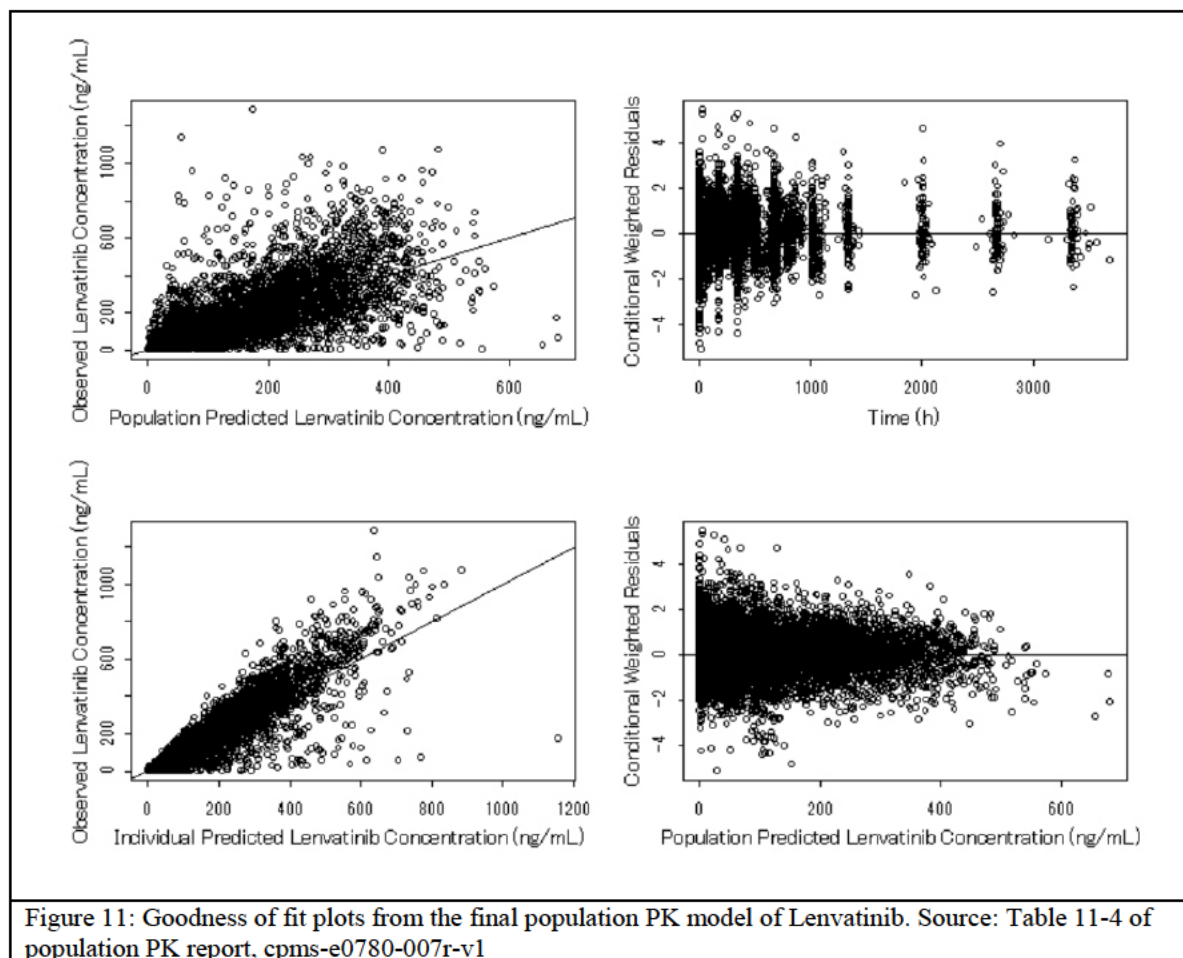 Observed Lenvatinib Concentration (ng/mL)
1000
600
200
0
0 200 400 600
Population Predicted Lenvatinib Concentration (ng/mL)
Conditional Weighted Residuals
4
2
0
-2
-4
0 1000 2000 3000
Time (h)
Observed Lenvatinib Concentration (ng/mL)
1000
600
200
0
0 200 400 600 800 1000 1200
Individual Predicted Lenvatinib Concentration (ng/mL)
Conditional Weighted Residuals
4
2
0
-2
-4
0 200 400 600
Population Predicted Lenvatinib Concentration (ng/mL)
Figure 11: Goodness of fit plots from the final population PK model of Lenvatinib. Source: Table 11-4 of
population PK report, cpms-e0780-007r-v1